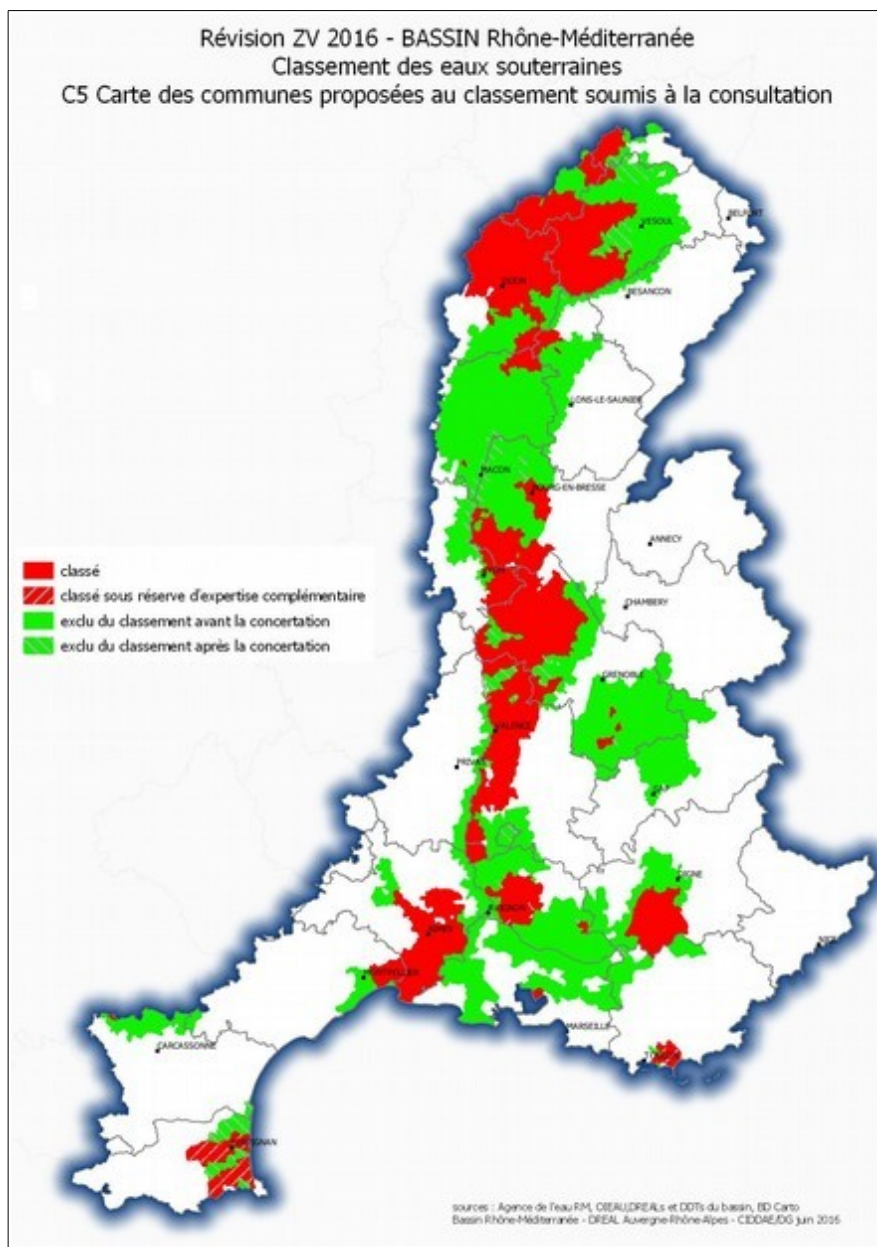 Révision ZV 2016 - BASSIN Rhône-Méditerranée
Classement des eaux souterraines
C5 Carte des communes proposées au classement soumis à la consultation
BELFORT
VESOUL
DIJON
BESANCON
LONS-LE-SAUNIER
MACON
BOURG-EN-BRESSE
ANNECY
classé
classé sous réserve d'expertise complémentaire
exclu du classement avant la concertation
exclu du classement après la concertation
LYON
CHAMBERY
GRENOBLE
VALENCE
PRIVAS
GAP
DIGNE
AVIGNON
NIMES
NICE
MONTPELLIER
MARSEILLE
TOULON
CARCASSONNE
PERPIGNAN
sources : Agence de l'eau RM, OIEAU,DREALs et DDTs du bassin, BD Carto
Bassin Rhône-Méditerranée - DREAL Auvergne-Rhône-Alpes - CIDDAE/DG juin 2016